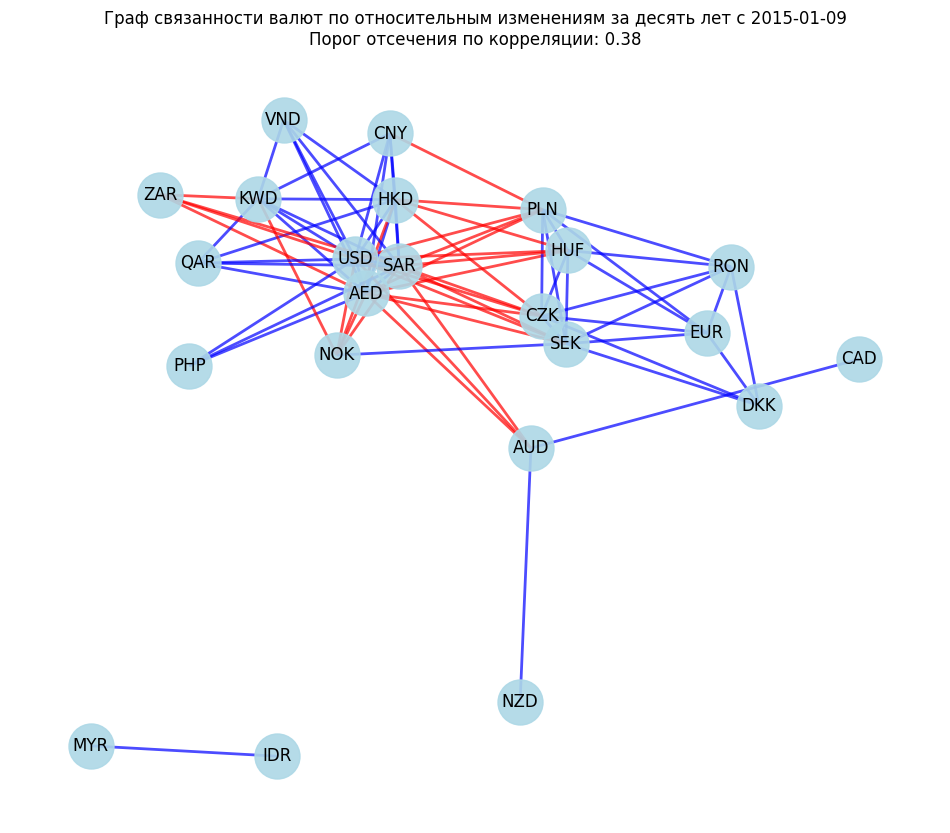 Граф связанности валют по относительным изменениям за десять лет с 2015-01-09
Порог отсечения по корреляции: 0.38
VND
CNY
ZAR
KWD
HKD
PLN
HUF
QAR
USD
SAR
RON
AED
CZK
EUR
SEK
NOK
CAD
PHP
DKK
AUD
NZD
MYR
IDR